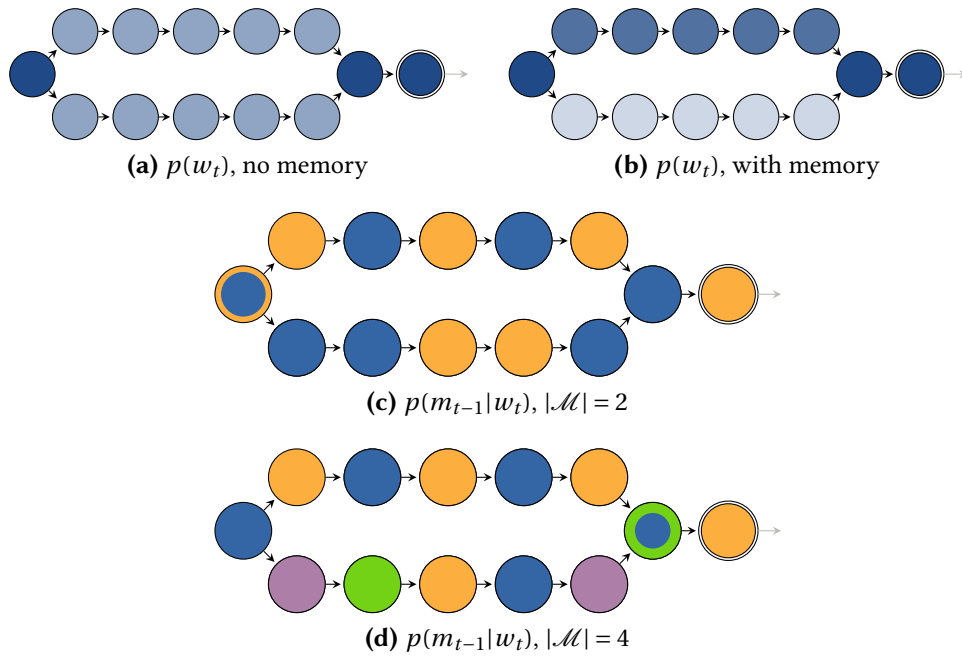 (a) p(w_t), no memory
(b) p(w_t), with memory
(c) p(m_{t−1}|w_t), |ℳ| = 2
(d) p(m_{t−1}|w_t), |ℳ| = 4